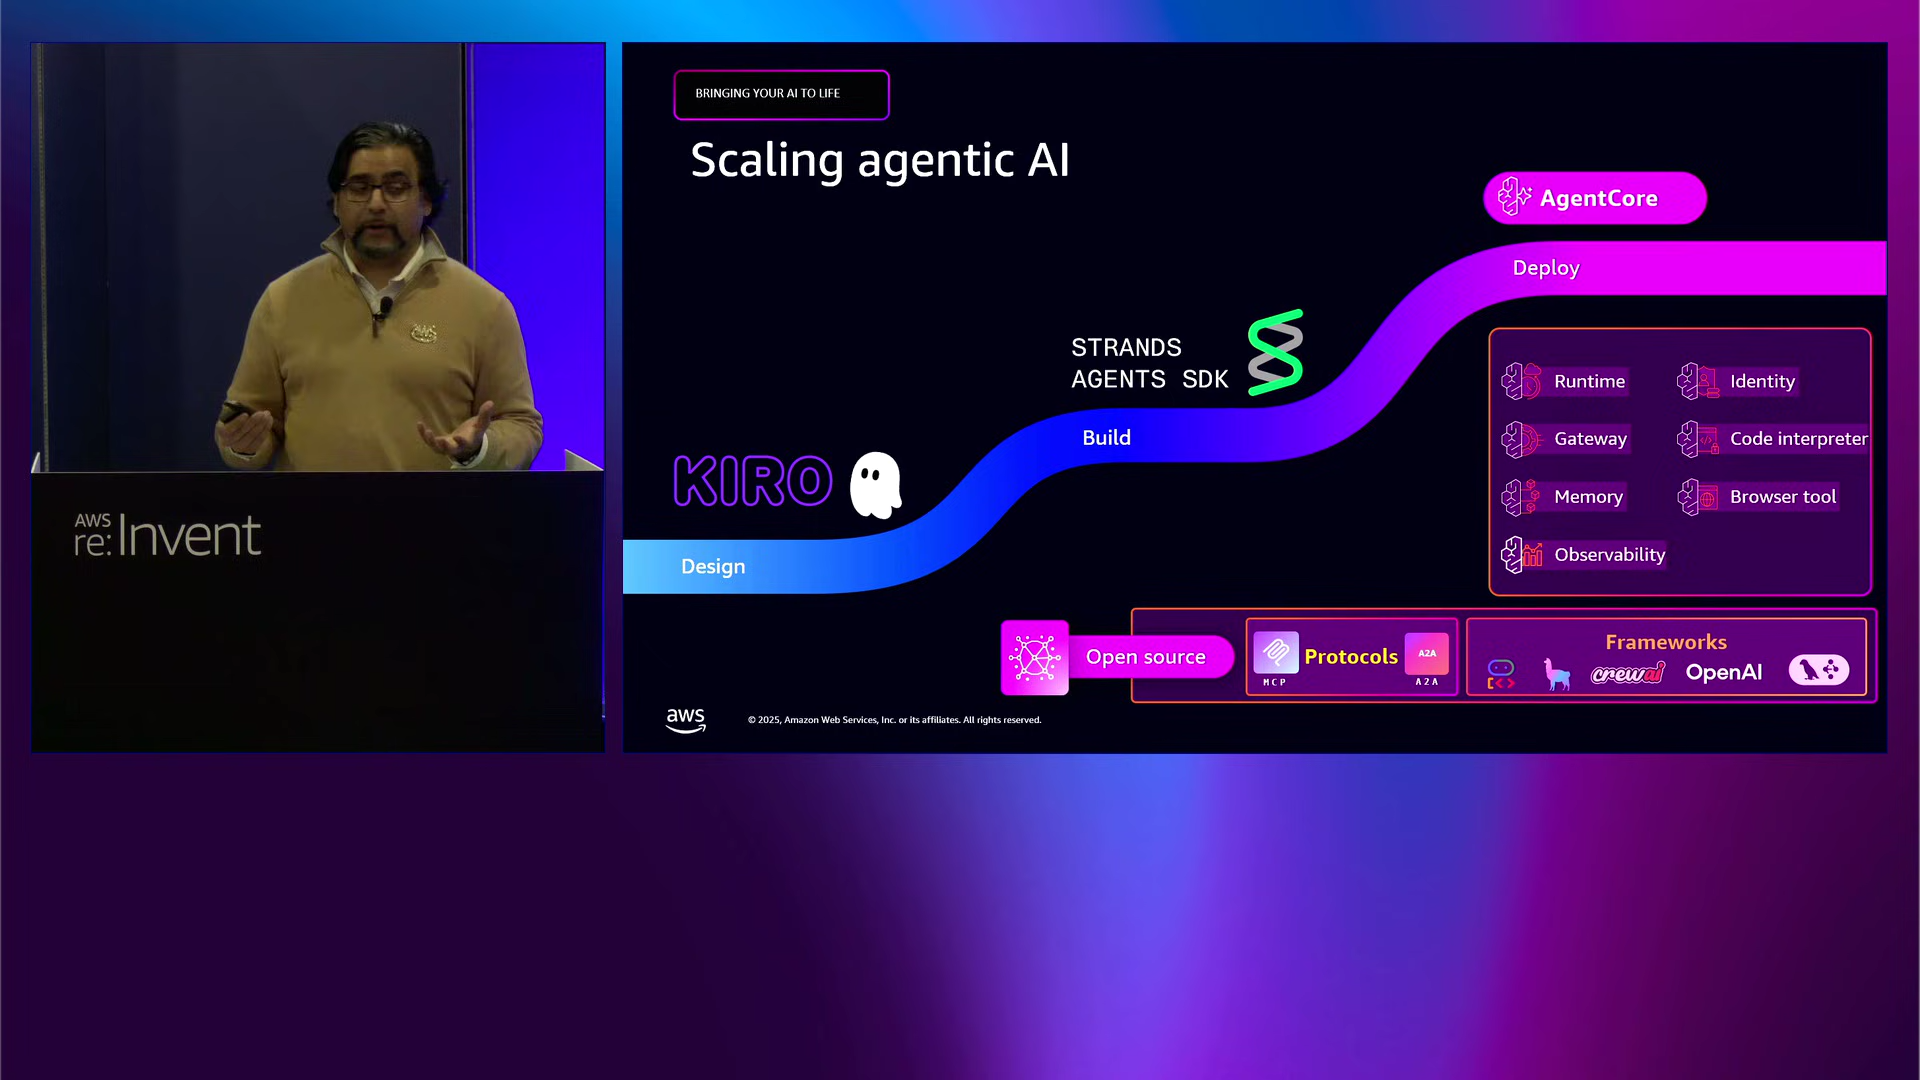 AWS
re:Invent
aws
BRINGING YOUR AI TO LIFE
Scaling agentic AI
AgentCore
Deploy
STRANDS
AGENTS SDK
Build
KIRO
Design
Runtime
Identity
Gateway
Code interpreter
Memory
Browser tool
Observability
Open source
MCP
Protocols
A2A
A2A
Frameworks
crewai
OpenAI
aws
© 2025, Amazon Web Services, Inc. or its affiliates. All rights reserved.